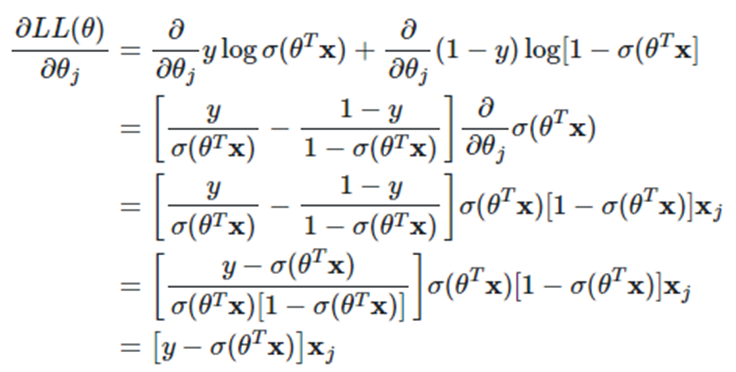 ∂LL(θ)/∂θ_j = ∂/∂θ_j y log σ(θ^T x) + ∂/∂θ_j (1 − y) log[1 − σ(θ^T x]
= [y/σ(θ^T x) − (1 − y)/(1 − σ(θ^T x)] ∂/∂θ_j σ(θ^T x)
= [y/σ(θ^T x) − (1 − y)/(1 − σ(θ^T x)] σ(θ^T x)[1 − σ(θ^T x)]x_j
= [(y − σ(θ^T x))/(σ(θ^T x)[1 − σ(θ^T x)])] σ(θ^T x)[1 − σ(θ^T x)]x_j
= [y − σ(θ^T x)]x_j